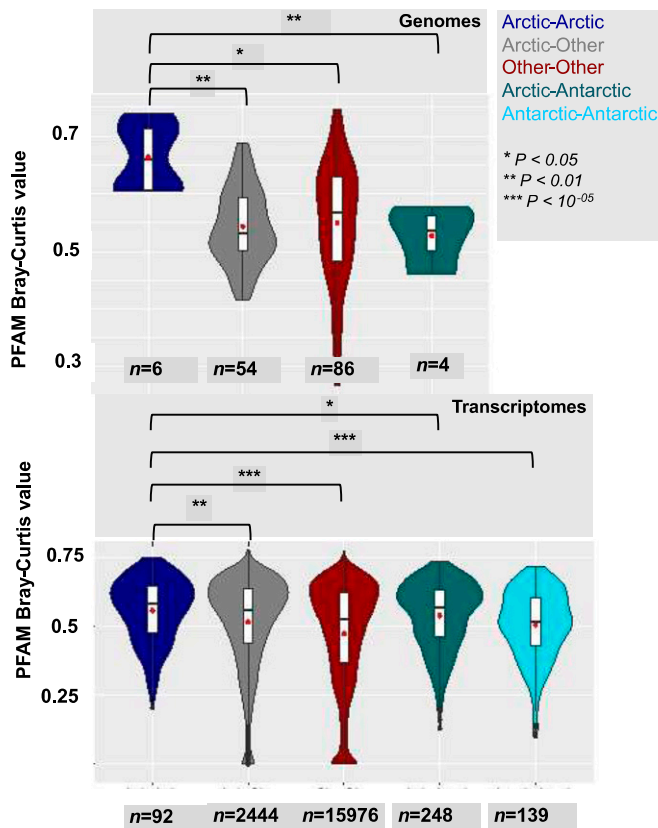 **
Genomes
*
**
Arctic-Arctic
Arctic-Other
Other-Other
Arctic-Antarctic
Antarctic-Antarctic
* P < 0.05
** P < 0.01
*** P < 10-05
PFAM Bray-Curtis value
0.7
0.5
0.3
n=6 n=54 n=86 n=4
Transcriptomes
*
***
***
**
PFAM Bray-Curtis value
0.75
0.5
0.25
n=92 n=2444 n=15976 n=248 n=139